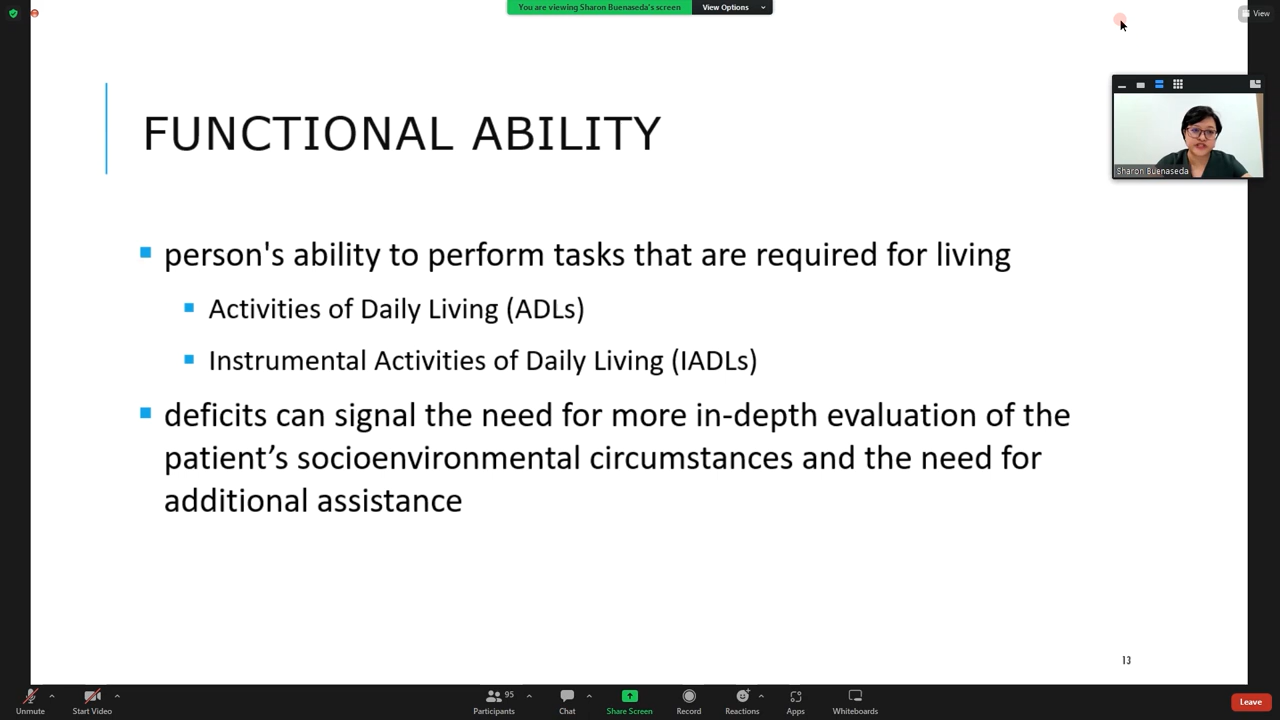 You are viewing Sharon Buenaseda's screen
View Options
View
FUNCTIONAL ABILITY
Sharon Buenaseda
person's ability to perform tasks that are required for living
Activities of Daily Living (ADLs)
Instrumental Activities of Daily Living (IADLs)
deficits can signal the need for more in-depth evaluation of the
patient’s socioenvironmental circumstances and the need for
additional assistance
13
95
Unmute
Start Video
Participants
Chat
Share Screen
Record
Reactions
Apps
Whiteboards
Leave